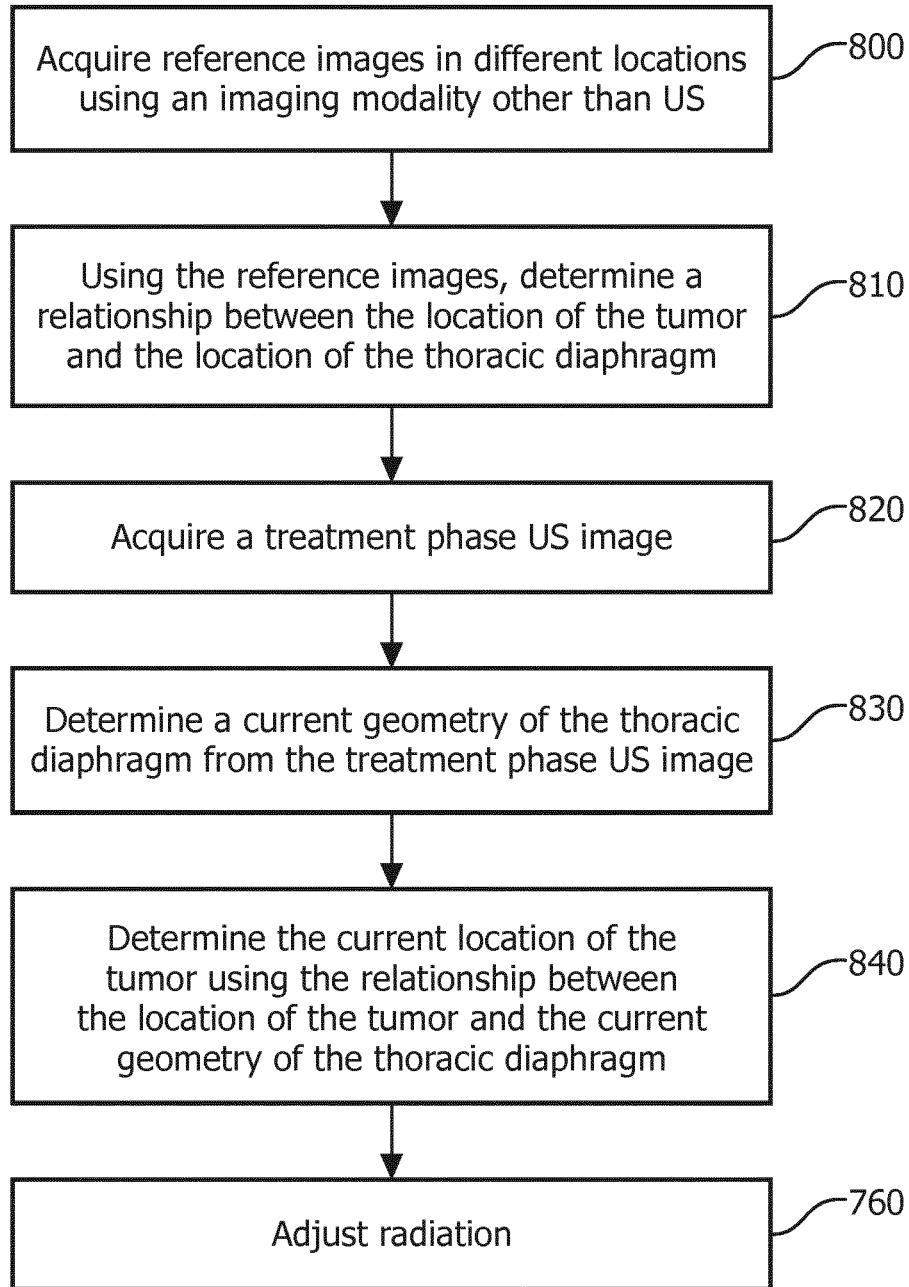 Acquire reference images in different locations
using an imaging modality other than US
800
Using the reference images, determine a
relationship between the location of the tumor
and the location of the thoracic diaphragm
810
Acquire a treatment phase US image
820
Determine a current geometry of the thoracic
diaphragm from the treatment phase US image
830
Determine the current location of the
tumor using the relationship between
the location of the tumor and the current
geometry of the thoracic diaphragm
840
Adjust radiation
760